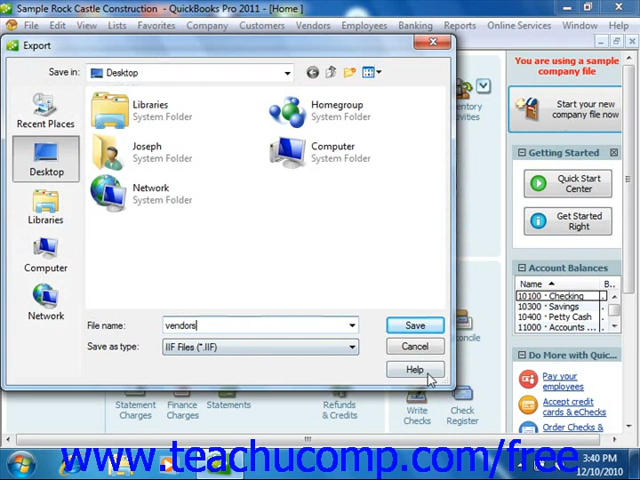 Sample Rock Castle Construction - QuickBooks Pro 2011 - [Home ]
File Edit View Lists Favorites Company Customers Vendors Employees Banking Reports Online Services Window Help
Export
Save in: Desktop
Recent Places
Desktop
Libraries
Computer
Network
Libraries
System Folder
Homegroup
System Folder
Joseph
System Folder
Computer
System Folder
Network
System Folder
File name: vendors
Save
Save as type: IIF Files (*.IIF)
Cancel
Help
You are using a sample
company file
Start your new
company file now
Getting Started
Quick Start
Center
Get Started
Right
Account Balances
Name B..
10100 · Checking
10300 · Savings
10400 · Petty Cash
11000 · Accounts ...
Do More with Quic...
Pay your
employees
Accept credit
cards & eChecks
Order Checks &
Statement
Charges
Finance
Charges
Statements
Refunds
& Credits
Write
Checks
Check
Register
www.teachucomp.com/free
3:40 PM
12/10/2010